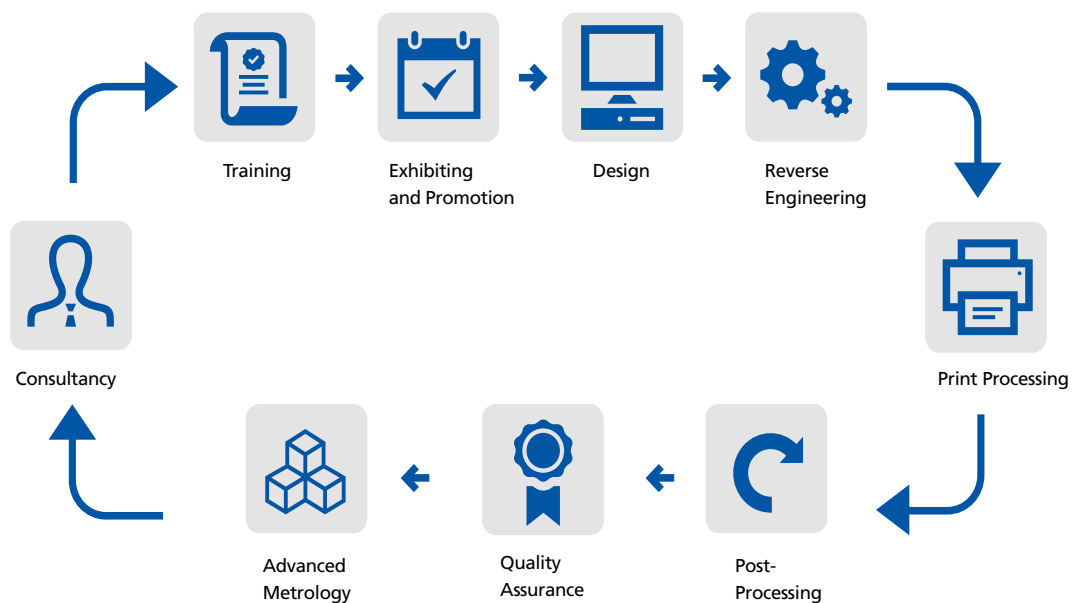 Training
Exhibiting
and Promotion
Design
Reverse
Engineering
Consultancy
Print Processing
Advanced
Metrology
Quality
Assurance
Post-
Processing